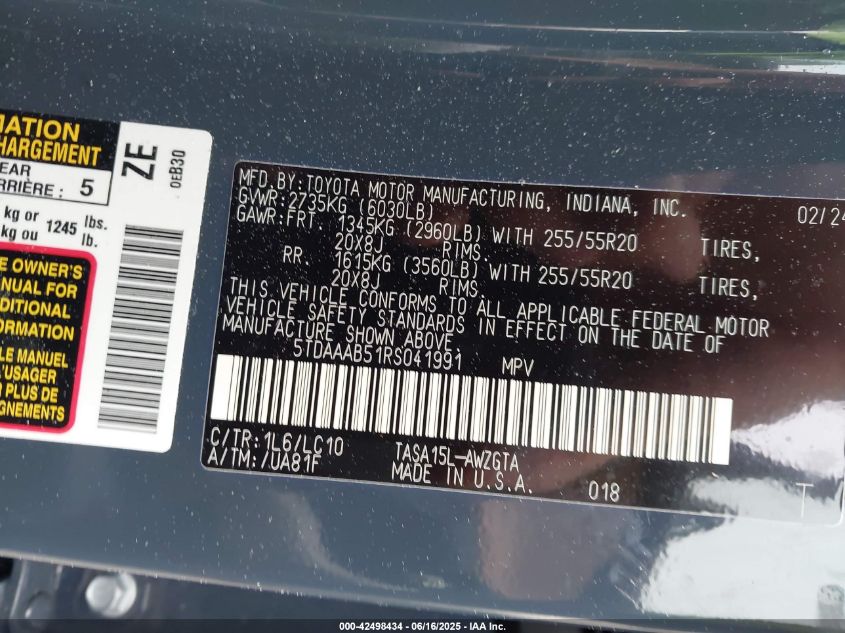 MATION
CHARGEMENT
EAR
RRIÈRE: 5
kg or 1245 lbs.
kg ou lb.
E OWNER'S
ANUAL FOR
DITIONAL
ORMATION
LE MANUEL
'USAGER
PLUS DE
GNEMENTS
ZE
0EB30
MFD.BY:TOYOTA MOTOR MANUFACTURING, INDIANA, INC. 02/24
GVWR:2735KG (6030LB)
GAWR:FRT. 1345KG (2960LB) WITH 255/55R20 TIRES,
20X8J RIMS.
RR. 1615KG (3560LB) WITH 255/55R20 TIRES,
20X8J RIMS.
THIS VEHICLE CONFORMS TO ALL APPLICABLE FEDERAL MOTOR
VEHICLE SAFETY STANDARDS IN EFFECT ON THE DATE OF
MANUFACTURE SHOWN ABOVE.
5TDAAAB51RS041991 MPV
C/TR:1L6/LC10 TASA15L-AWZGTA
A/TM:/UA81F MADE IN U.S.A. 018 T
000-42498434 - 06/16/2025 - IAA Inc.